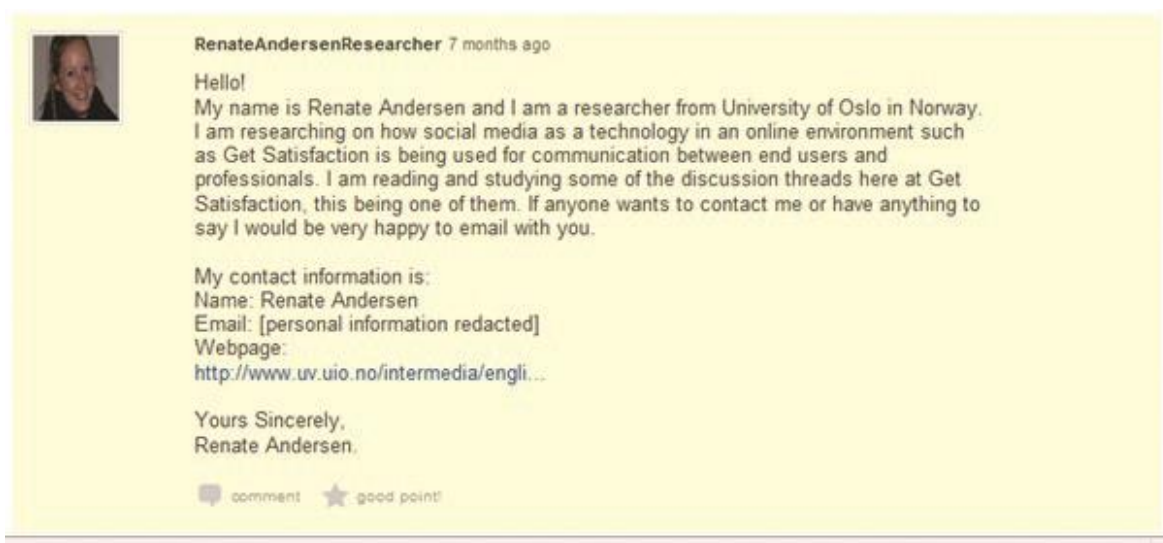 RenateAndersenResearcher 7 months ago
Hello!
My name is Renate Andersen and I am a researcher from University of Oslo in Norway.
I am researching on how social media as a technology in an online environment such
as Get Satisfaction is being used for communication between end users and
professionals. I am reading and studying some of the discussion threads here at Get
Satisfaction, this being one of them. If anyone wants to contact me or have anything to
say I would be very happy to email with you.
My contact information is:
Name: Renate Andersen
Email: [personal information redacted]
Webpage:
http://www.uv.uio.no/intermedia/engli...
Yours Sincerely,
Renate Andersen.
comment good point!